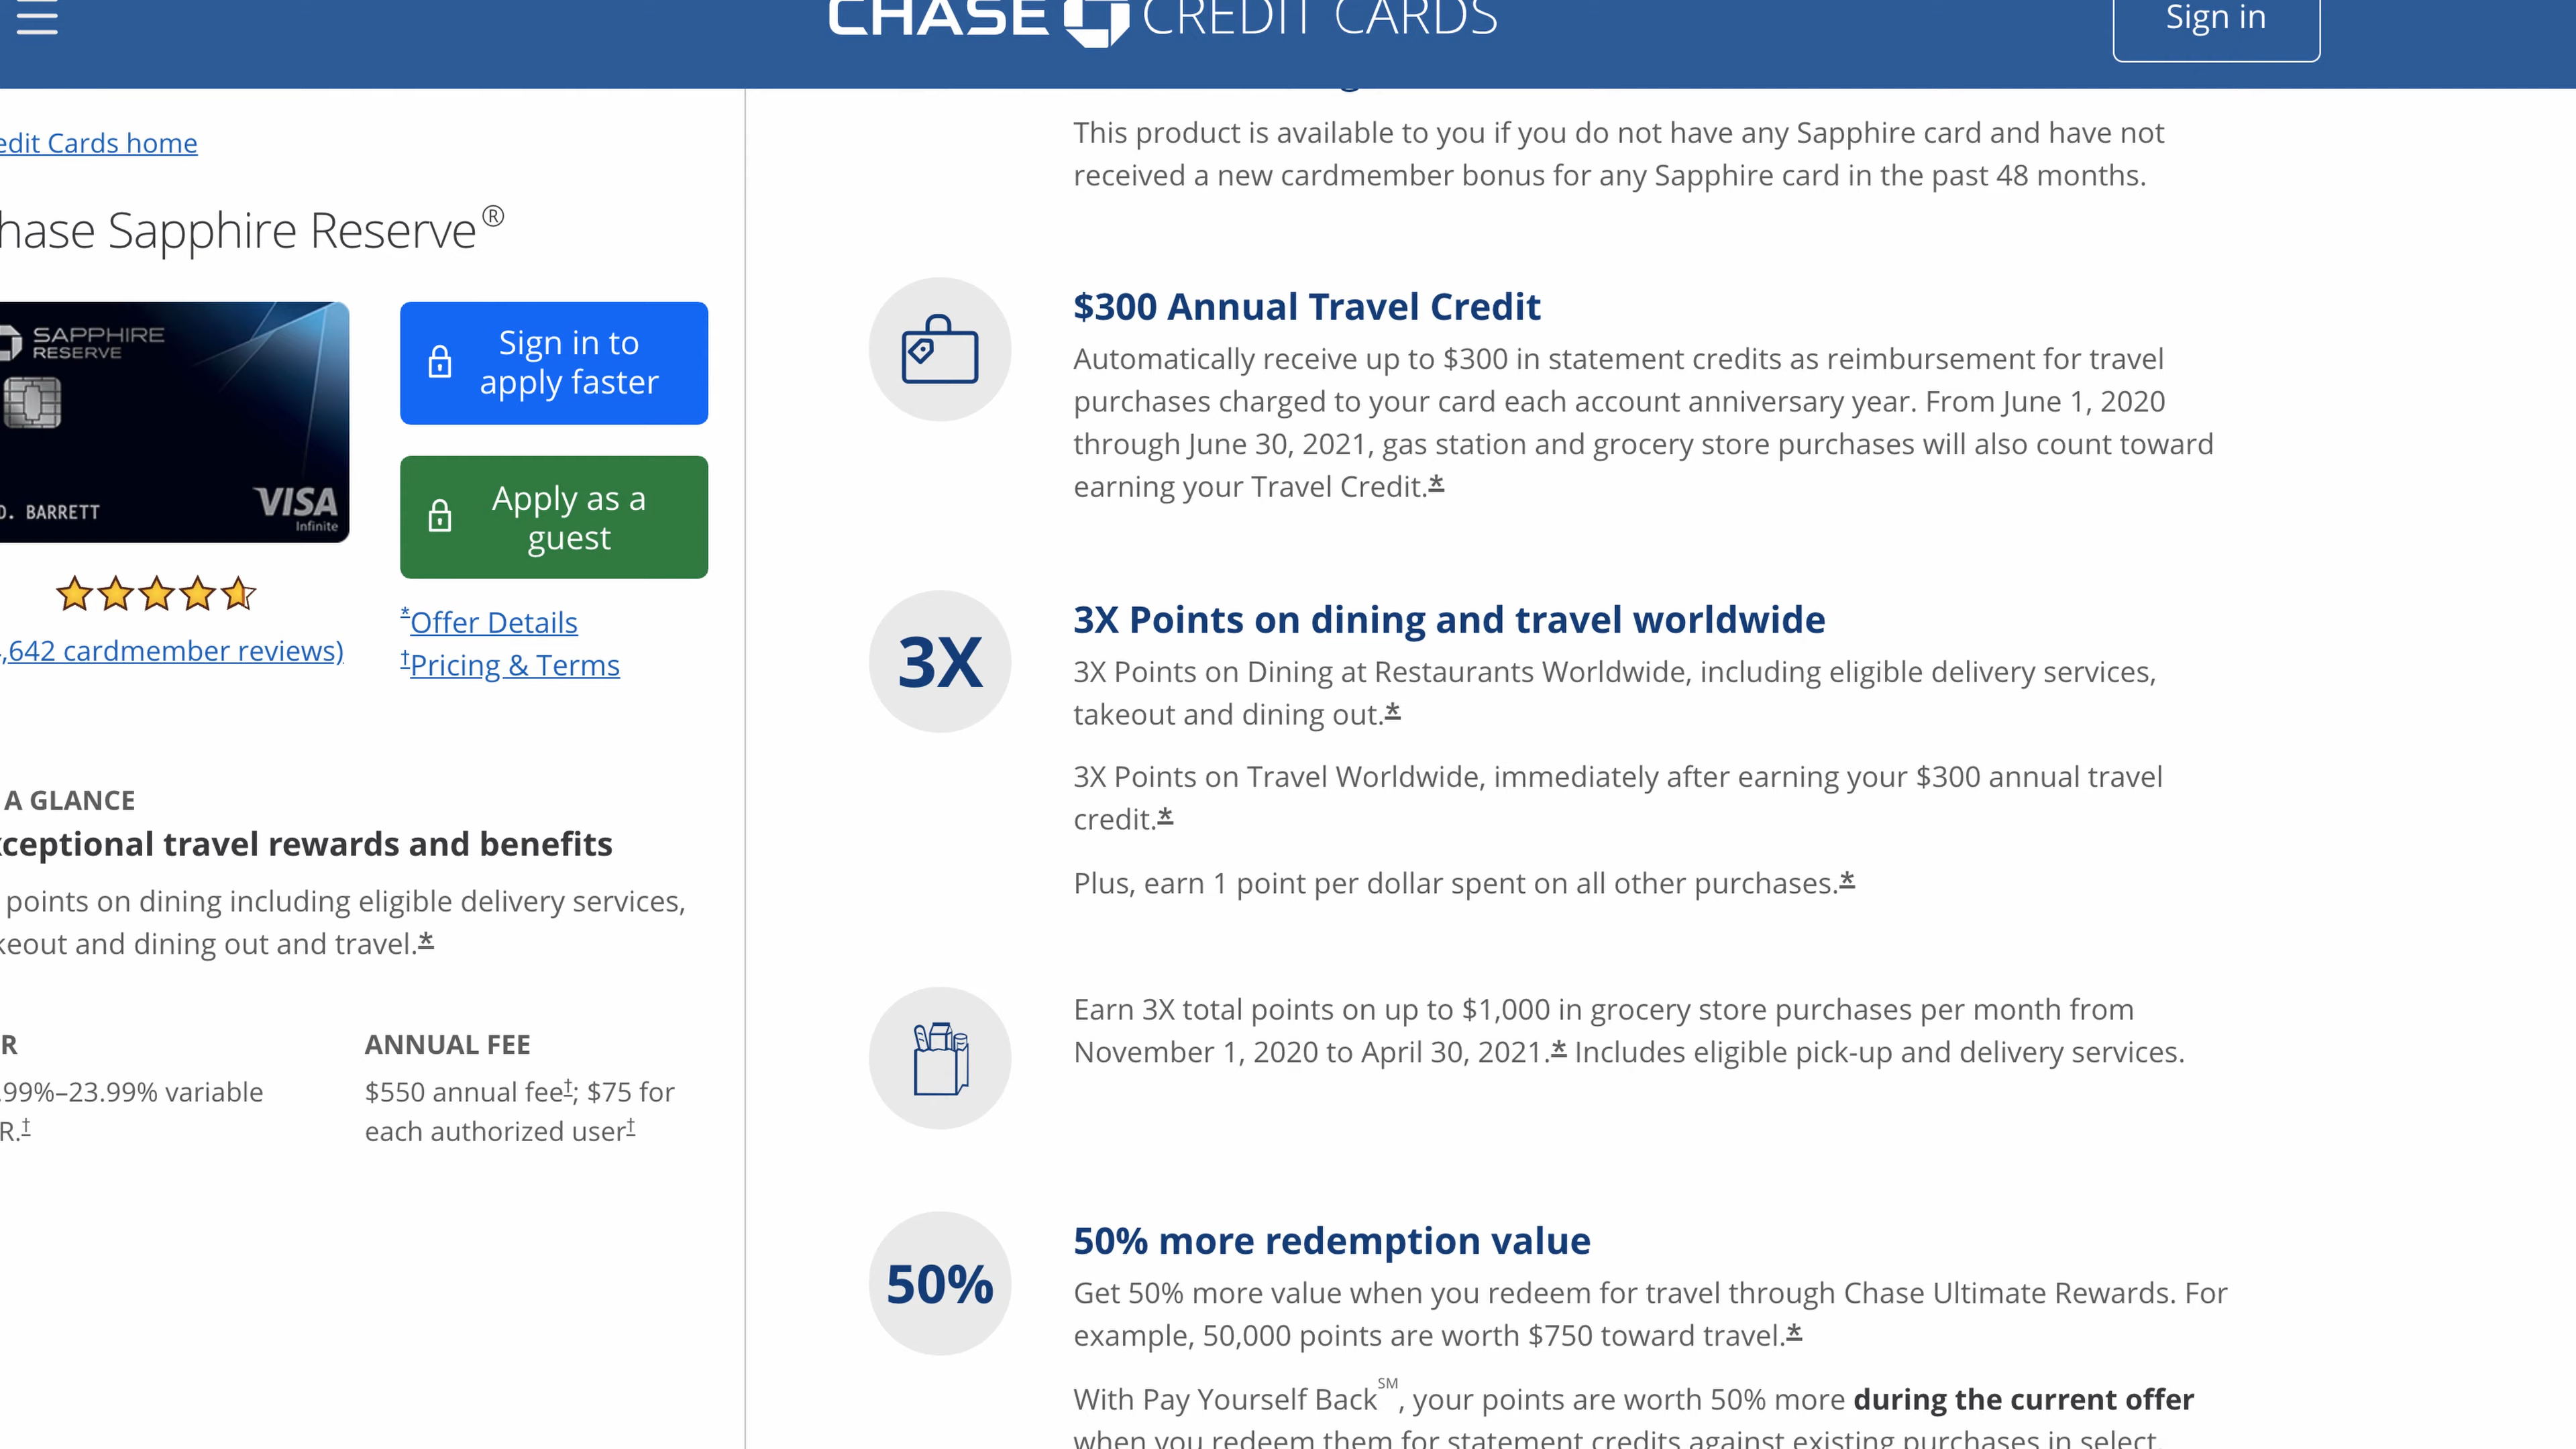 CHASE CREDIT CARDS
Sign in
edit Cards home
hase Sapphire Reserve®
SAPPHIRE
RESERVE
D. BARRETT
VISA
Infinite
Sign in to
apply faster
Apply as a
guest
,642 cardmember reviews)
*Offer Details
†Pricing & Terms
A GLANCE
xceptional travel rewards and benefits
points on dining including eligible delivery services,
keout and dining out and travel.*
R
.99%–23.99% variable
R.†
ANNUAL FEE
$550 annual fee†; $75 for
each authorized user†
This product is available to you if you do not have any Sapphire card and have not
received a new cardmember bonus for any Sapphire card in the past 48 months.
$300 Annual Travel Credit
Automatically receive up to $300 in statement credits as reimbursement for travel
purchases charged to your card each account anniversary year. From June 1, 2020
through June 30, 2021, gas station and grocery store purchases will also count toward
earning your Travel Credit.*
3X
3X Points on dining and travel worldwide
3X Points on Dining at Restaurants Worldwide, including eligible delivery services,
takeout and dining out.*
3X Points on Travel Worldwide, immediately after earning your $300 annual travel
credit.*
Plus, earn 1 point per dollar spent on all other purchases.*
Earn 3X total points on up to $1,000 in grocery store purchases per month from
November 1, 2020 to April 30, 2021.* Includes eligible pick-up and delivery services.
50%
50% more redemption value
Get 50% more value when you redeem for travel through Chase Ultimate Rewards. For
example, 50,000 points are worth $750 toward travel.*
With Pay Yourself Back℠, your points are worth 50% more during the current offer
when you redeem them for statement credits against existing purchases in select,